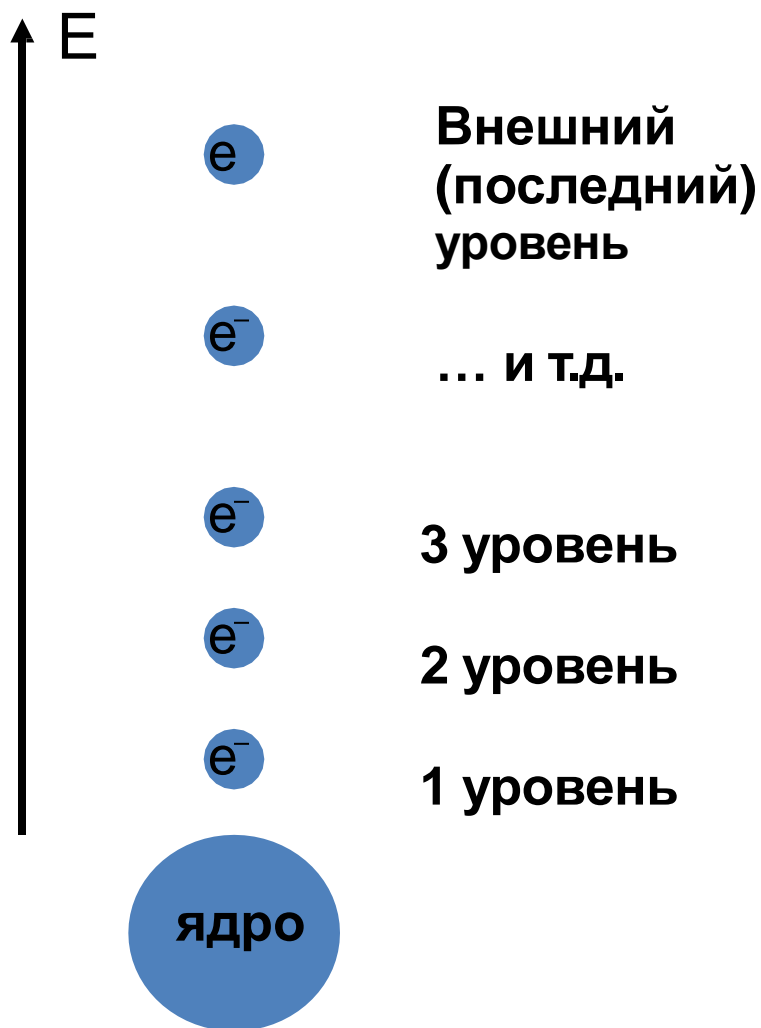 E
e
Внешний
(последний)
уровень
e⁻
... и т.д.
e⁻
3 уровень
e⁻
2 уровень
e⁻
1 уровень
ядро